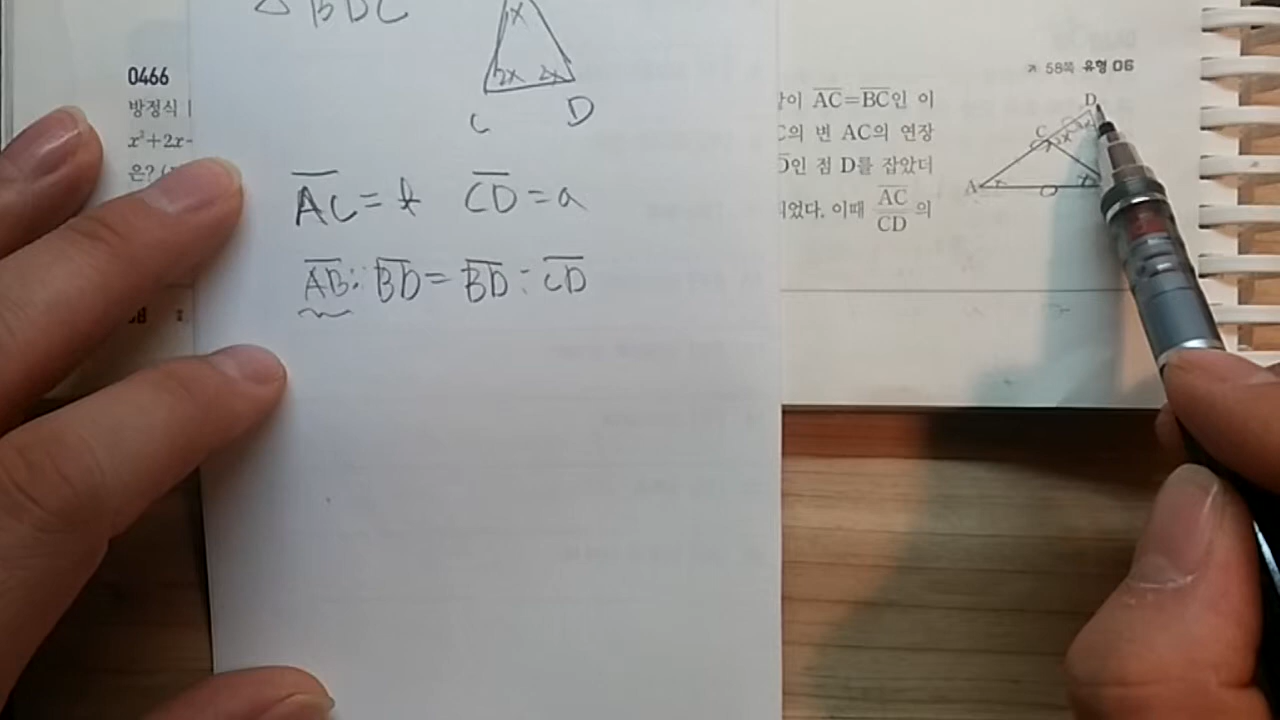 △BDC
x
2x 2x
C D
AC = k CD = a
AB : BD = BD : CD
0466
방정식
x²+2x-
은?
58쪽 유형 06
이 AC=BC인 이
의 변 AC의 연장
인 점 D를 잡았더
되었다. 이때 AC/CD의
D
C
2x
A
x